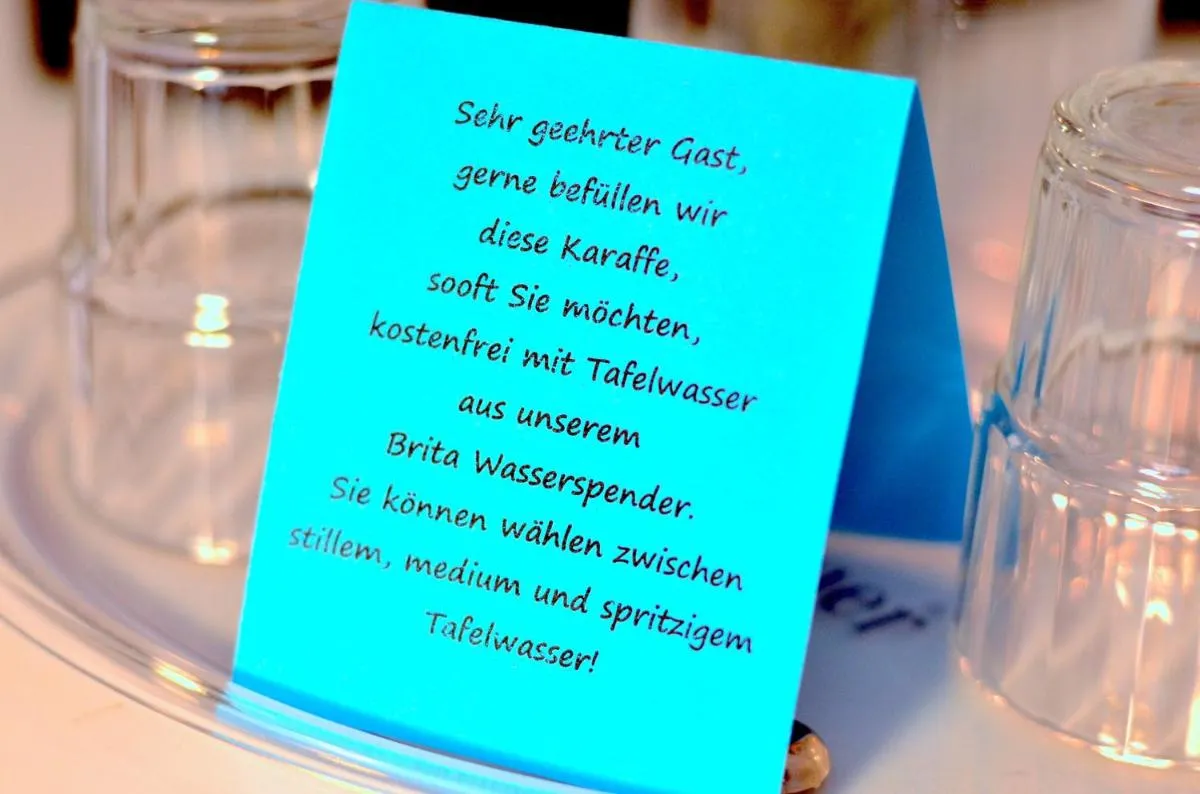 Sehr geehrter Gast,
gerne befüllen wir
diese Karaffe,
sooft Sie möchten,
kostenfrei mit Tafelwasser
aus unserem
Brita Wasserspender.
Sie können wählen zwischen
stillem, medium und spritzigem
Tafelwasser!